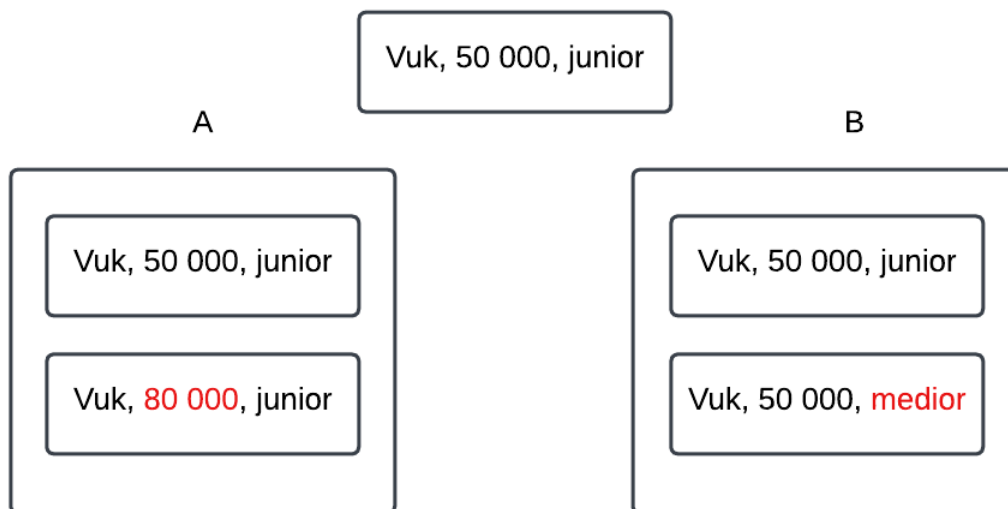 Vuk, 50 000, junior
A
B
Vuk, 50 000, junior
Vuk, 80 000, junior
Vuk, 50 000, junior
Vuk, 50 000, medior